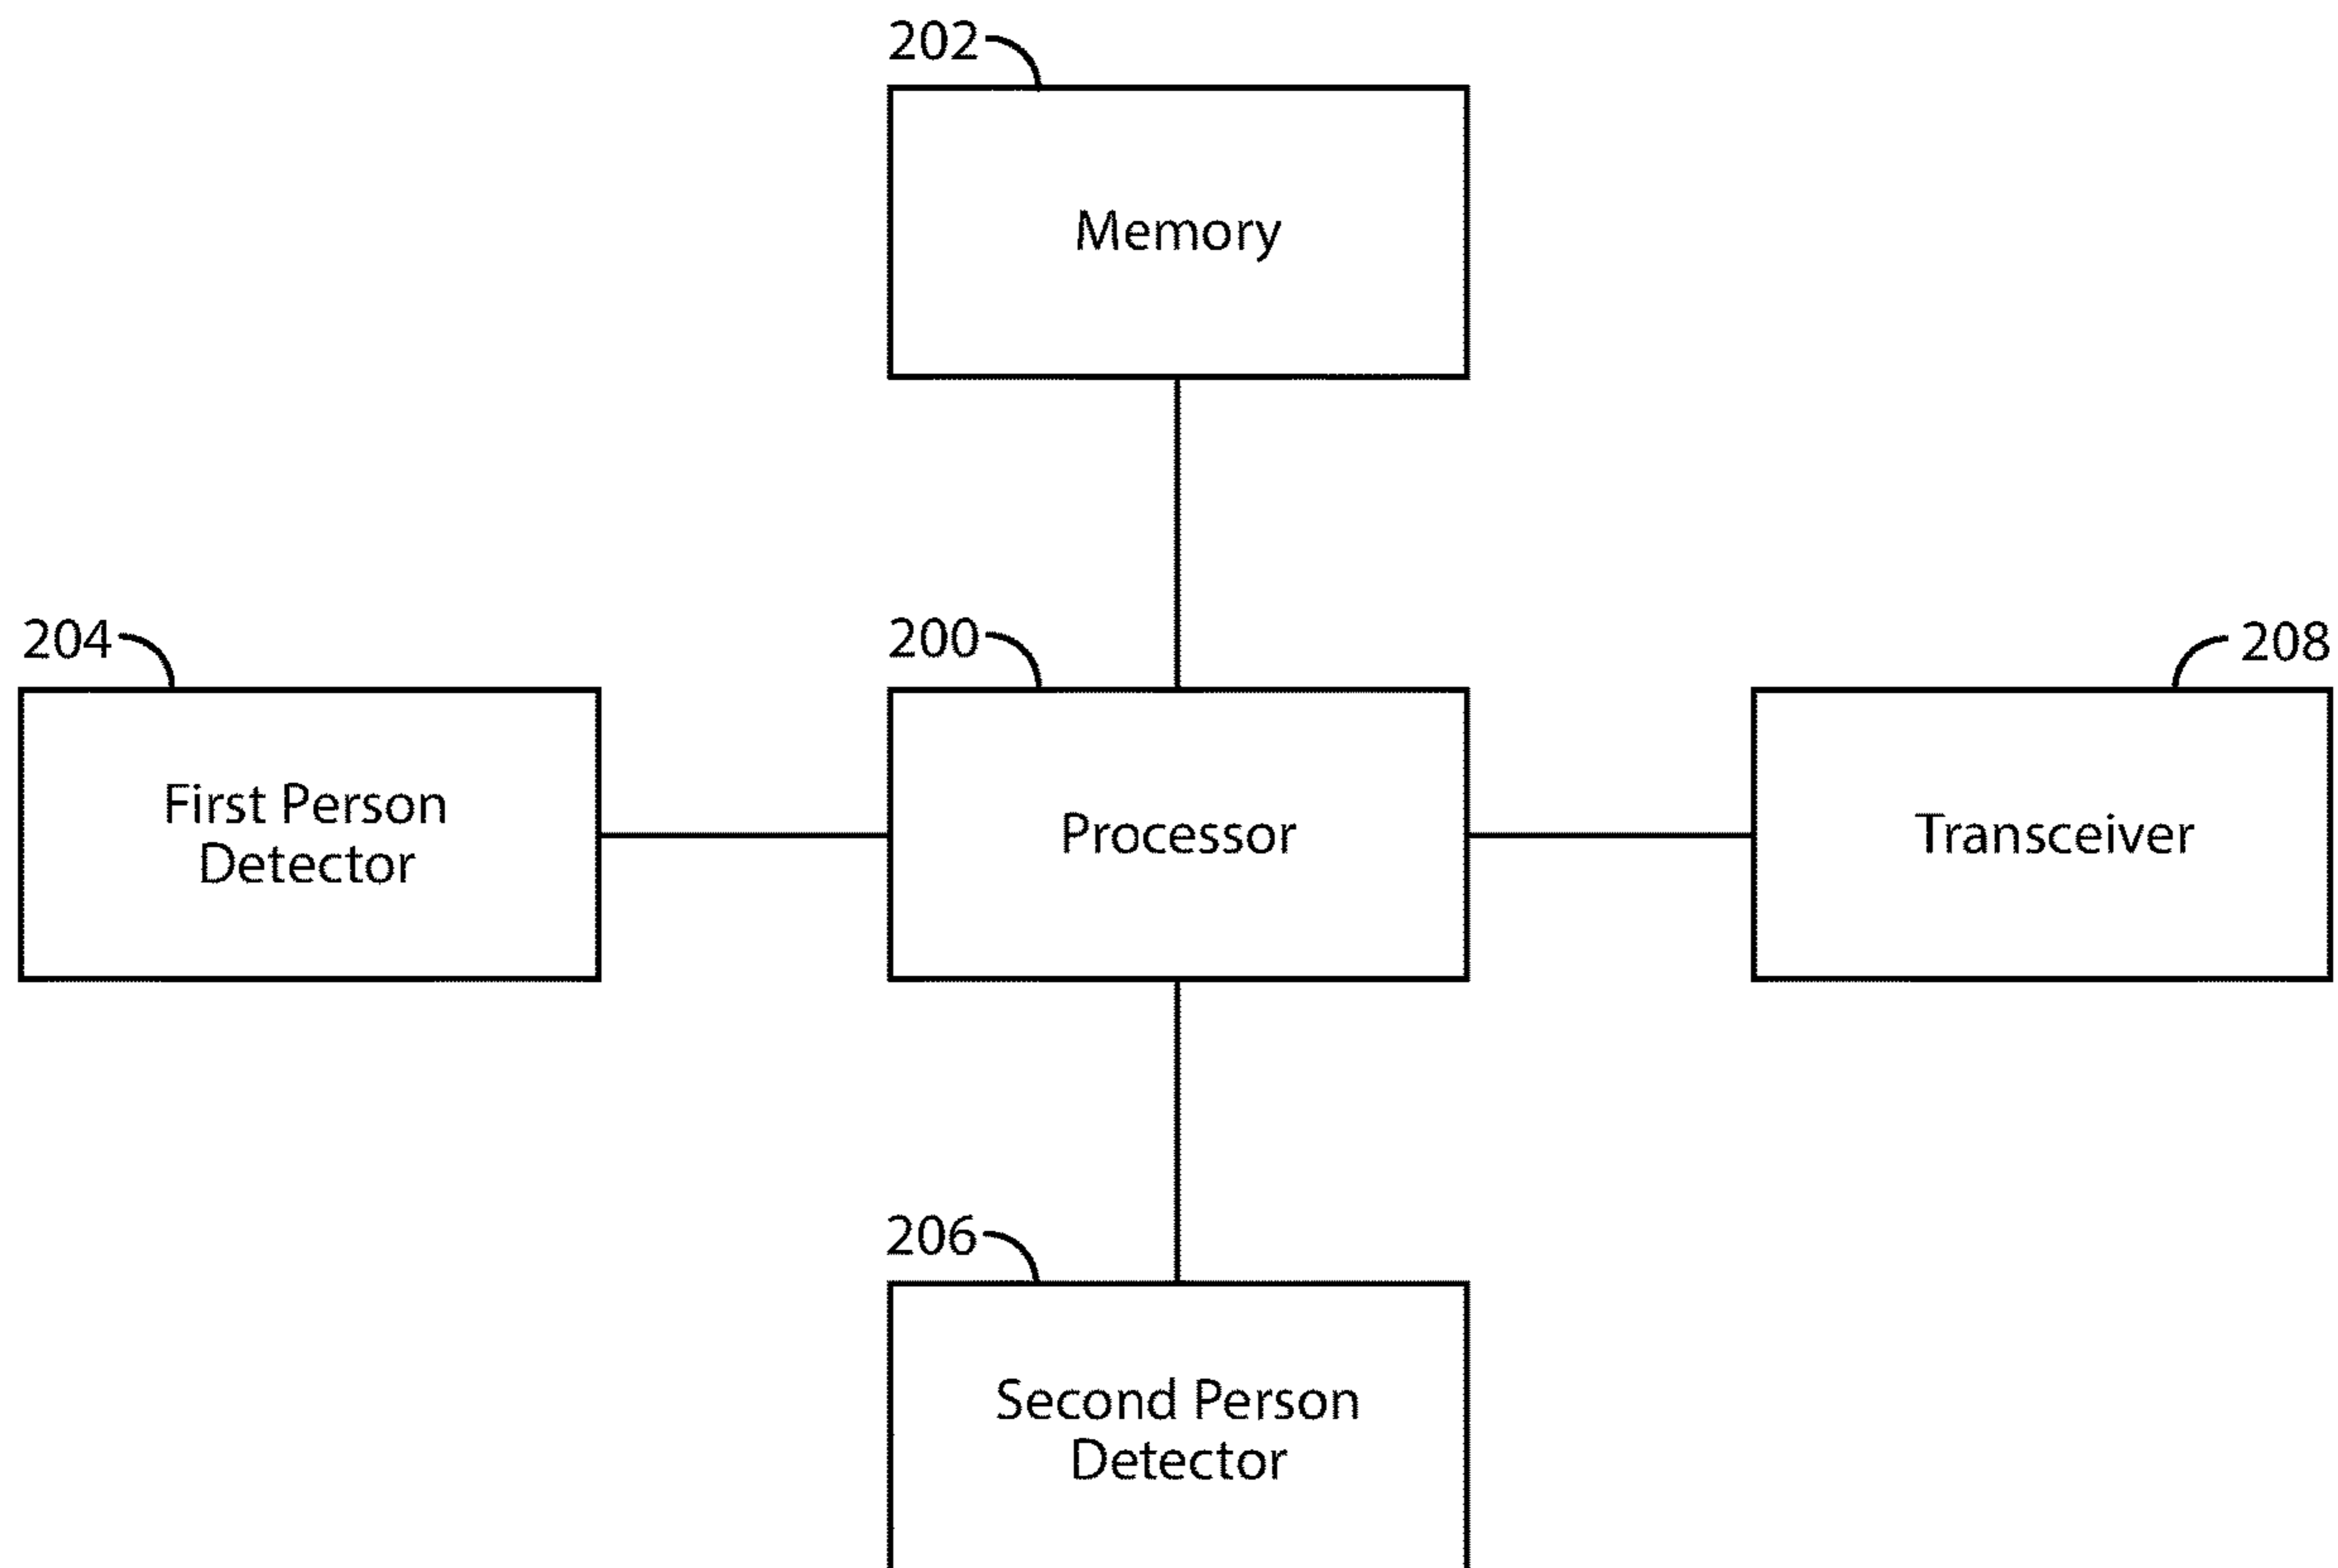 202
Memory
204
200
208
First Person
Detector
Processor
Transceiver
206
Second Person
Detector